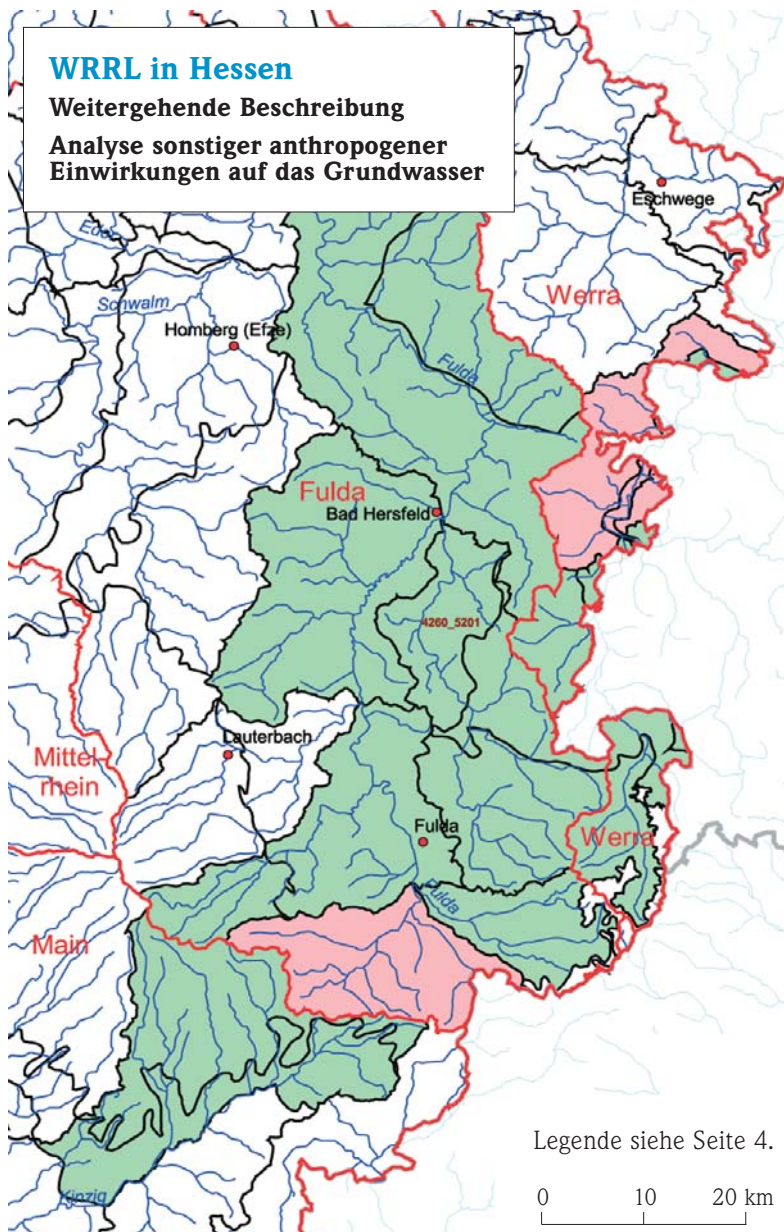 WRRL in Hessen
Weitergehende Beschreibung
Analyse sonstiger anthropogener
Einwirkungen auf das Grundwasser
Eschwege
Eder
Schwalm
Werra
Homberg (Efze)
Fulda
Fulda
Bad Hersfeld
4260_5201
Lauterbach
Mittel-
rhein
Fulda
Werra
Fulda
Main
Legende siehe Seite 4.
Kinzig
0 10 20 km